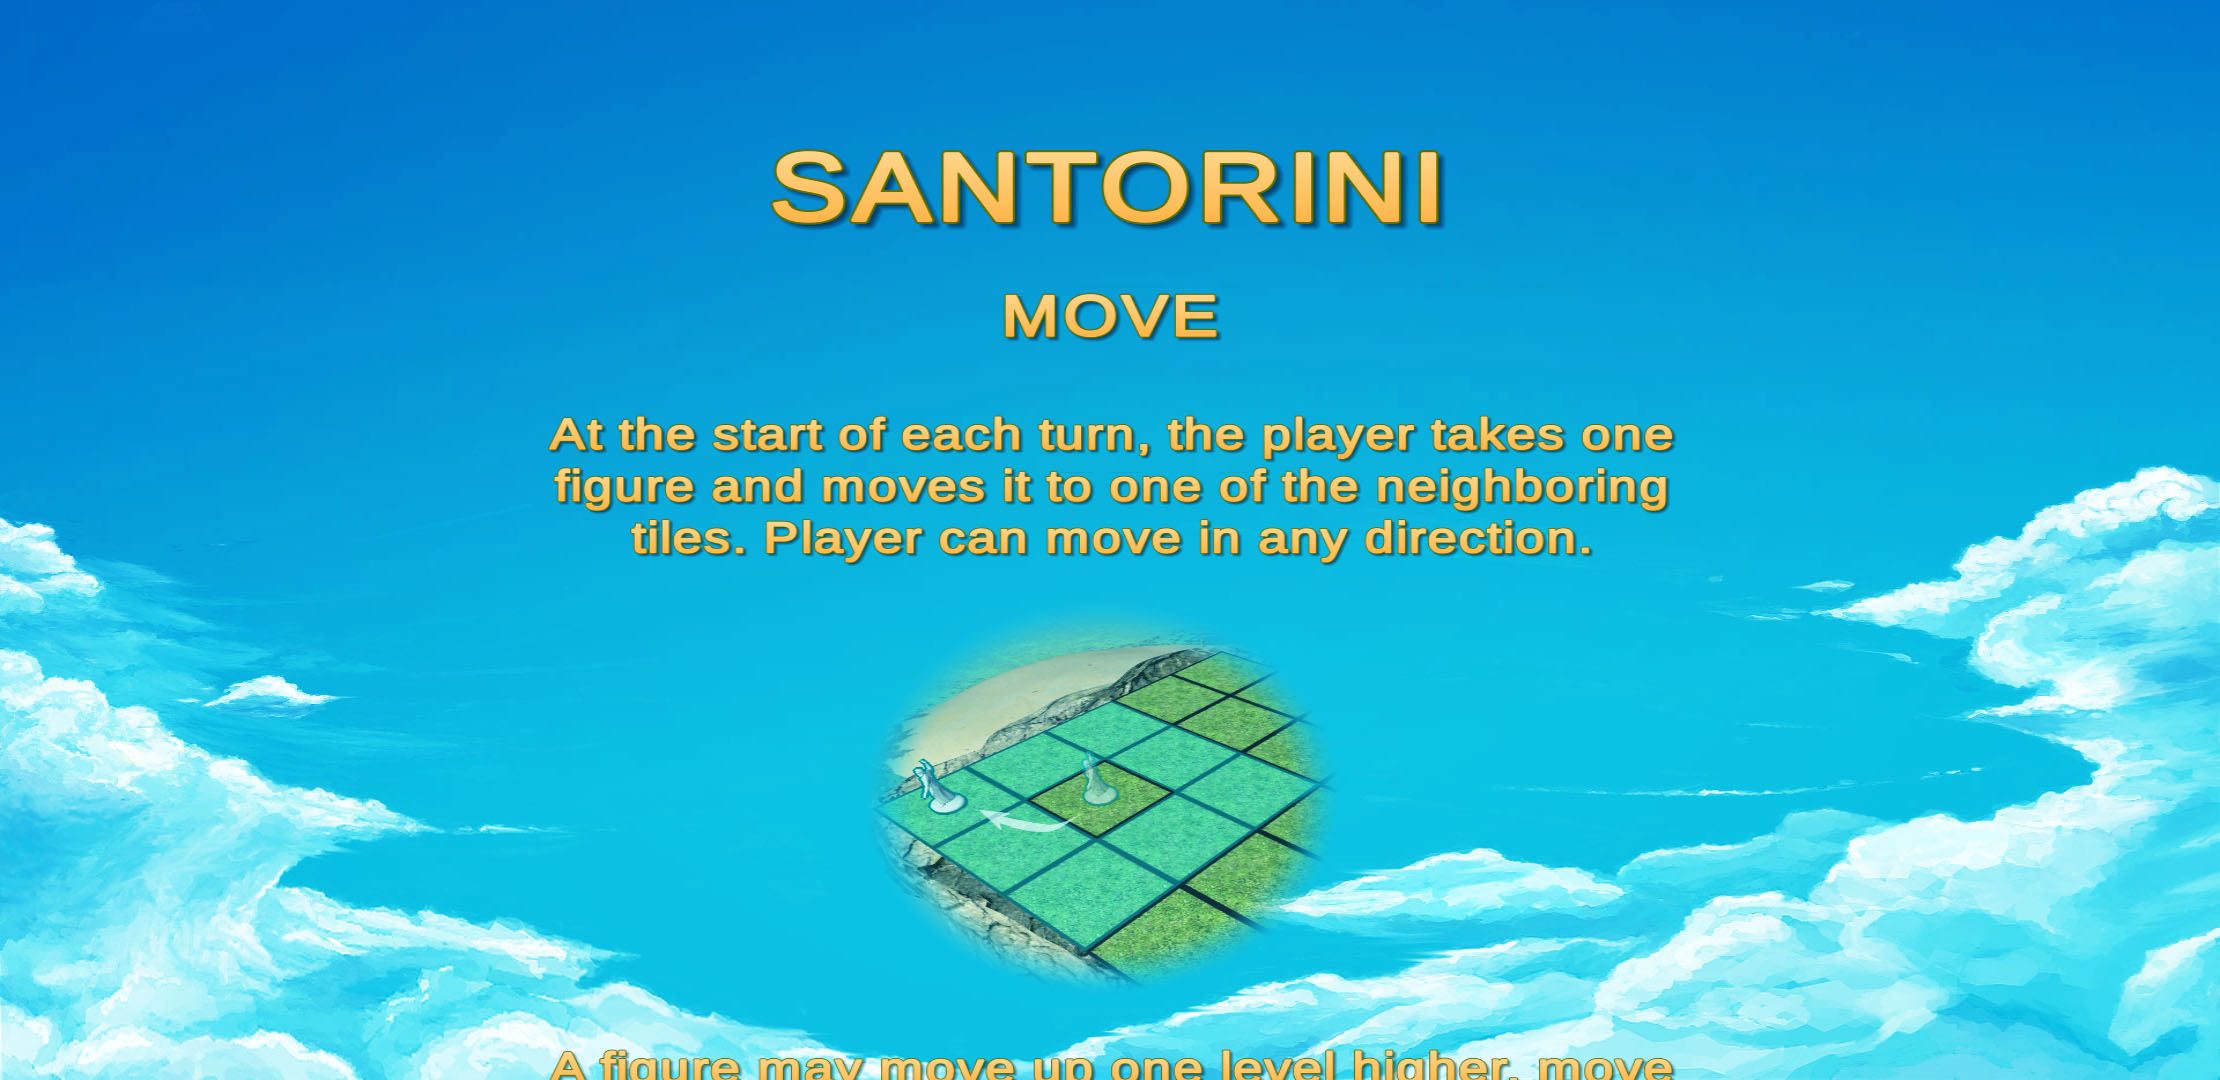 SANTORINI
MOVE
At the start of each turn, the player takes one
figure and moves it to one of the neighboring
tiles. Player can move in any direction.
A figure may move up one level higher, move